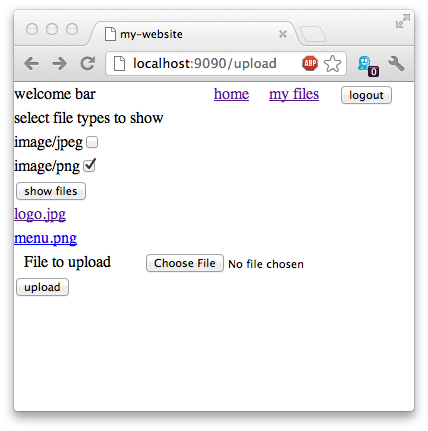 my-website
localhost:9090/upload
ABP
0
welcome bar home my files logout
select file types to show
image/jpeg
image/png
show files
logo.jpg
menu.png
File to upload Choose File No file chosen
upload